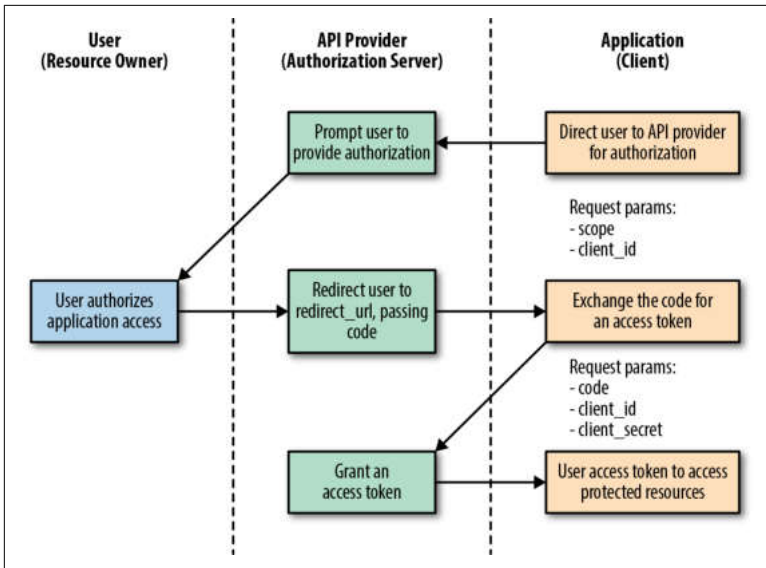 User
(Resource Owner)
API Provider
(Authorization Server)
Application
(Client)
Prompt user to
provide authorization
Direct user to API provider
for authorization
Request params:
- scope
- client_id
User authorizes
application access
Redirect user to
redirect_url, passing
code
Exchange the code for
an access token
Request params:
- code
- client_id
- client_secret
Grant an
access token
User access token to access
protected resources